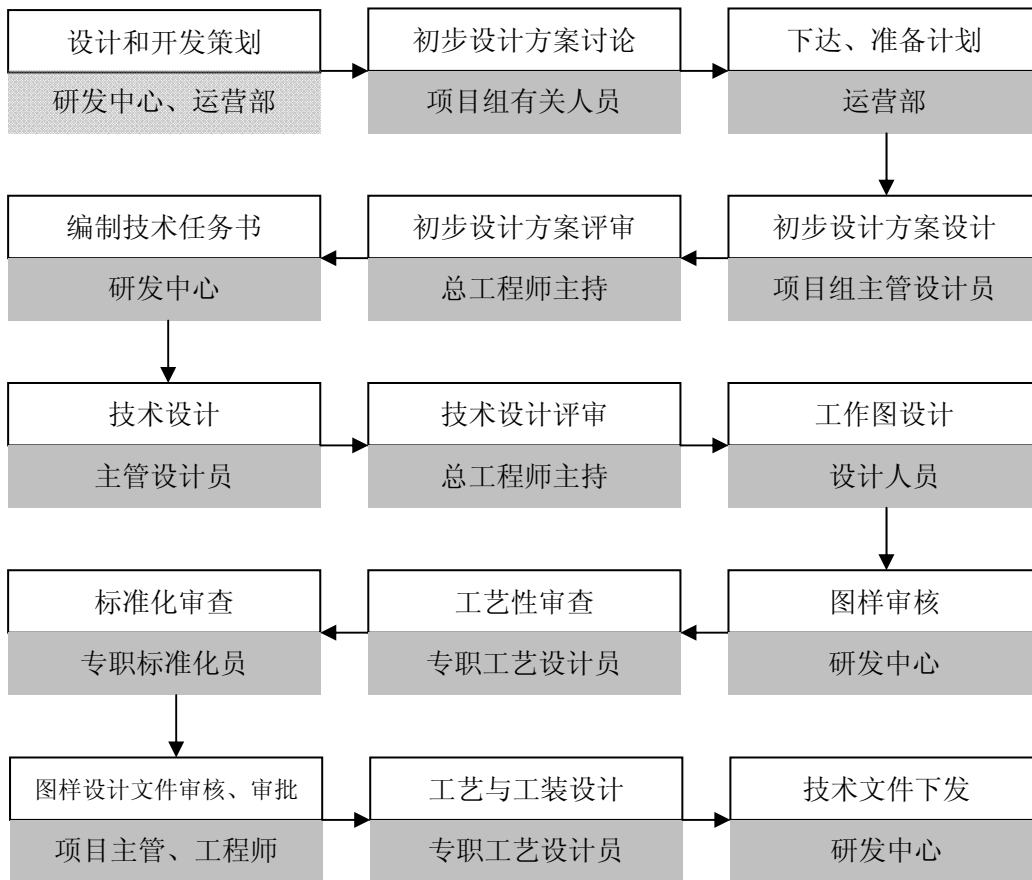 设计和开发策划
研发中心、运营部
初步设计方案讨论
项目组有关人员
下达、准备计划
运营部
初步设计方案设计
项目组主管设计员
初步设计方案评审
总工程师主持
编制技术任务书
研发中心
技术设计
主管设计员
技术设计评审
总工程师主持
工作图设计
设计人员
图样审核
研发中心
工艺性审查
专职工艺设计员
标准化审查
专职标准化员
图样设计文件审核、审批
项目主管、工程师
工艺与工装设计
专职工艺设计员
技术文件下发
研发中心